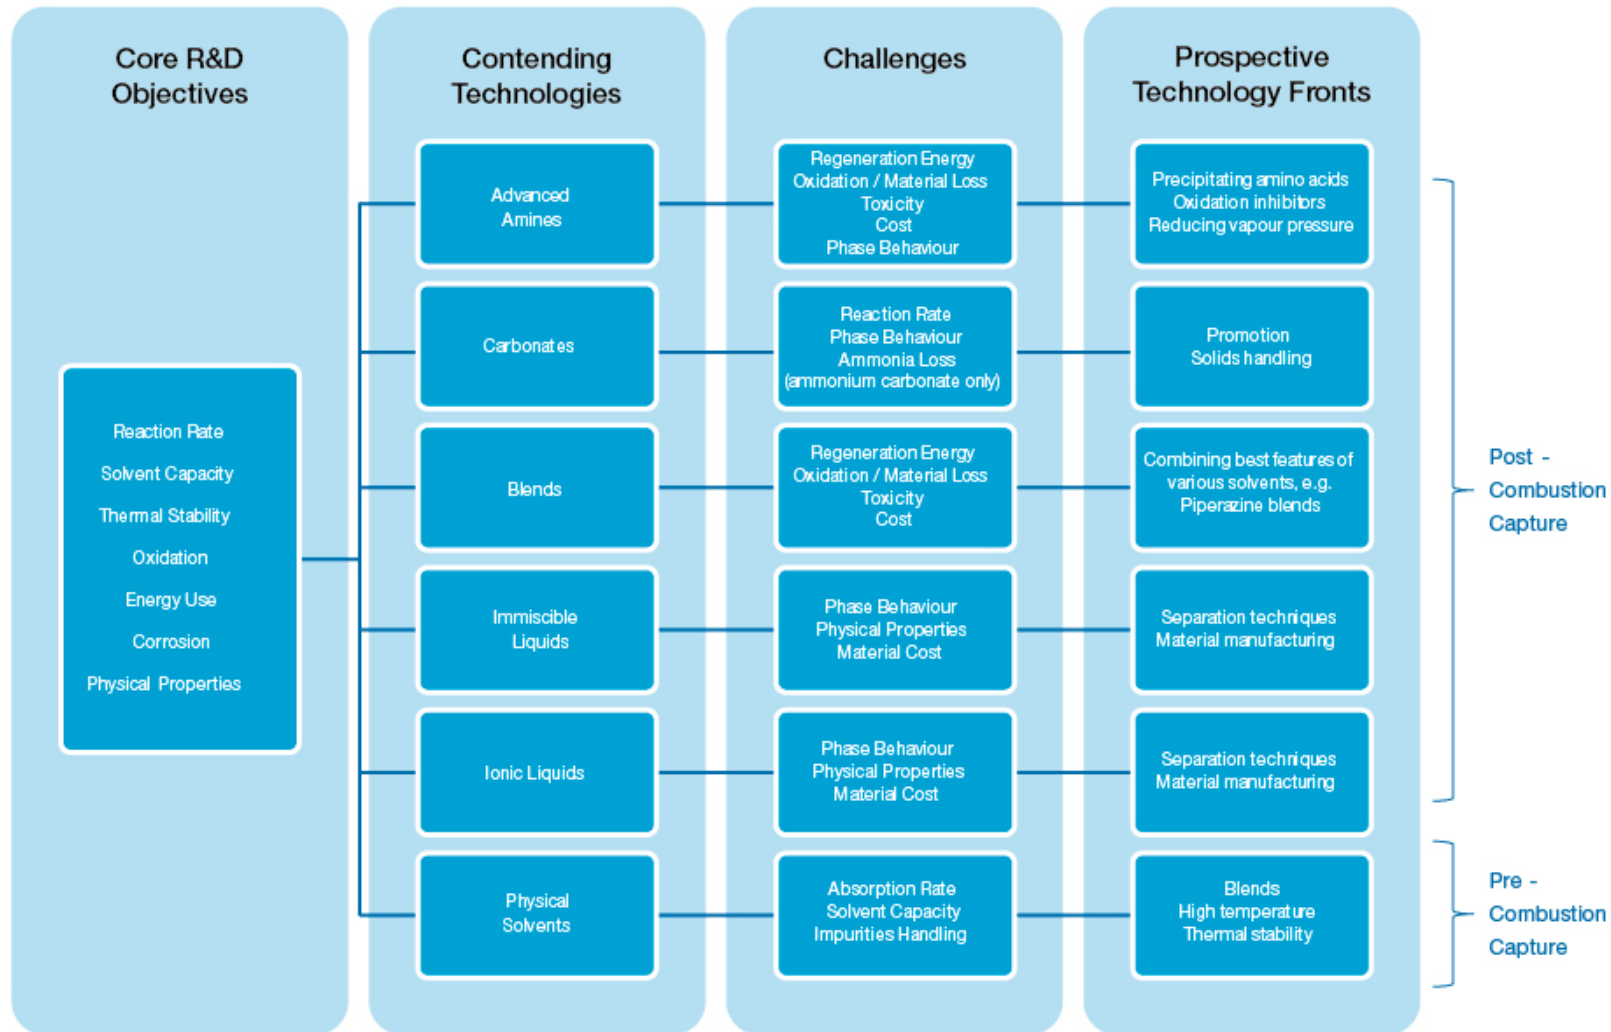 Core R&D
Objectives
Contending
Technologies
Challenges
Prospective
Technology Fronts
Reaction Rate
Solvent Capacity
Thermal Stability
Oxidation
Energy Use
Corrosion
Physical Properties
Advanced
Amines
Regeneration Energy
Oxidation / Material Loss
Toxicity
Cost
Phase Behaviour
Precipitating amino acids
Oxidation inhibitors
Reducing vapour pressure
Carbonates
Reaction Rate
Phase Behaviour
Ammonia Loss
(ammonium carbonate only)
Promotion
Solids handling
Blends
Regeneration Energy
Oxidation / Material Loss
Toxicity
Cost
Combining best features of
various solvents, e.g.
Piperazine blends
Immiscible
Liquids
Phase Behaviour
Physical Properties
Material Cost
Separation techniques
Material manufacturing
Ionic Liquids
Phase Behaviour
Physical Properties
Material Cost
Separation techniques
Material manufacturing
Physical
Solvents
Absorption Rate
Solvent Capacity
Impurities Handling
Blends
High temperature
Thermal stability
Post -
Combustion
Capture
Pre -
Combustion
Capture